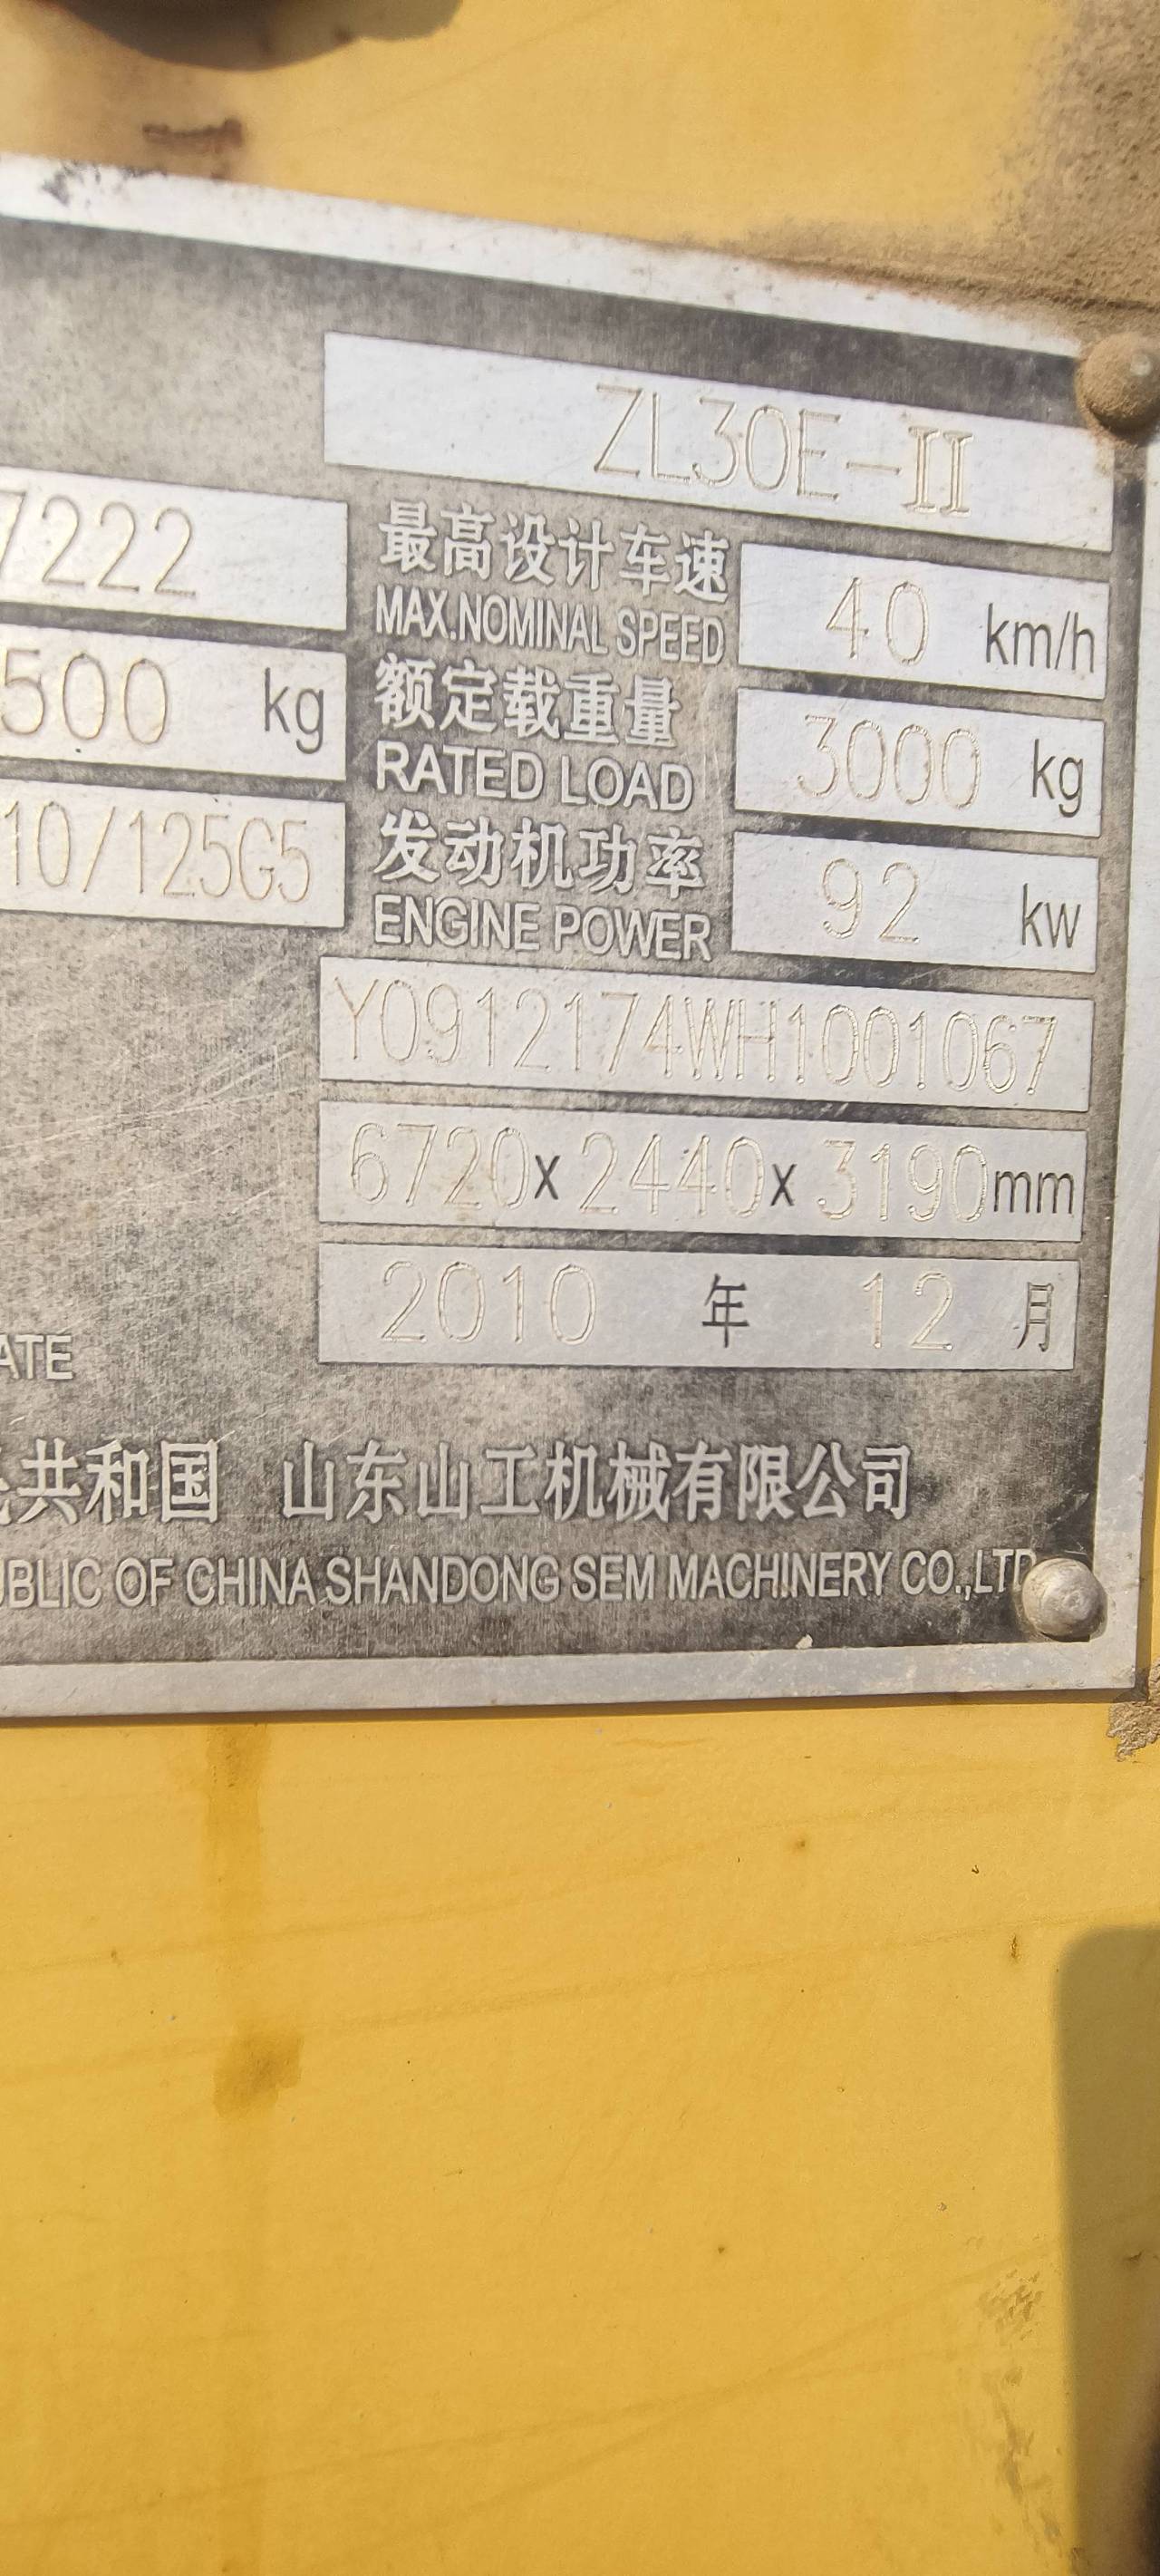 ZL30E-II
7222
最高设计车速 40 km/h
MAX.NOMINAL SPEED
500 kg
额定载重量 3000 kg
RATED LOAD
10/125G5
发动机功率 92 kw
ENGINE POWER
Y0912174WH1001067
6720x2440x3190mm
2010 年 12 月
ATE
共和国 山东山工机械有限公司
UBLIC OF CHINA SHANDONG SEM MACHINERY CO.,LTD